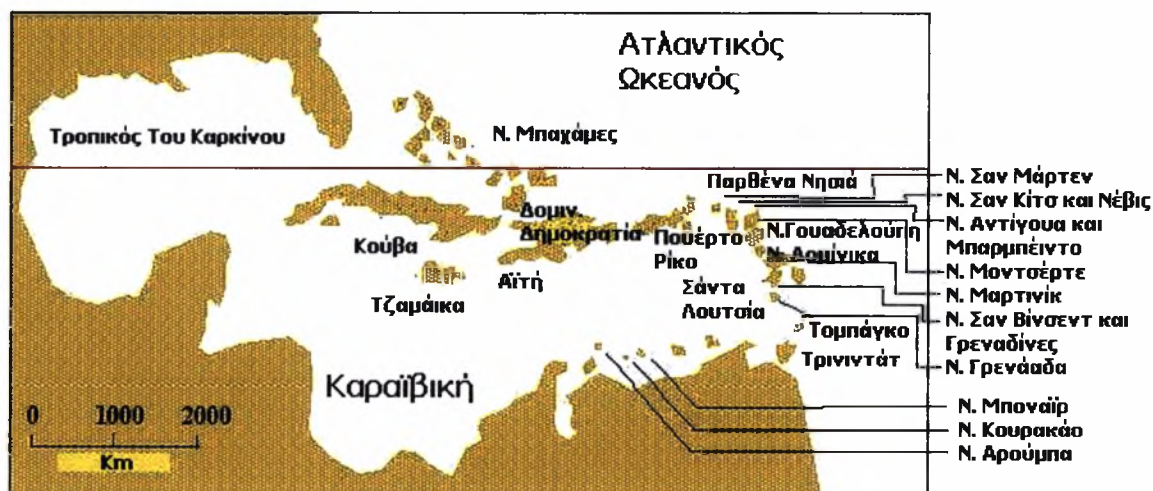 Ατλαντικός
Ωκεανός
Τροπικός Του Καρκίνου
Ν. Μπαχάμες
Παρθένα Νησιά
Ν. Σαν Μάρτεν
Ν. Σαν Κίτσ και Νέβις
Ν. Αντίγουα και
Μπαρμπέιντο
Δομιν.
Δημοκρατία
Κούβα
Αϊτή
Τζαμάικα
Πουέρτο
Ρίκο
Ν.Γουαδελούπη
Ν. Δομίνικα
Σάντα
Λουτσία
Ν. Μοντσέρτε
Ν. Μαρτινίκ
Ν. Σαν Βίνσεντ και
Γρεναδίνες
Ν. Γρενάαδα
Τομπάγκο
Τρινιντάτ
Καραϊβική
Ν. Μποναϊρ
Ν. Κουρακάο
Ν. Αρούμπα
0 1000 2000
Km